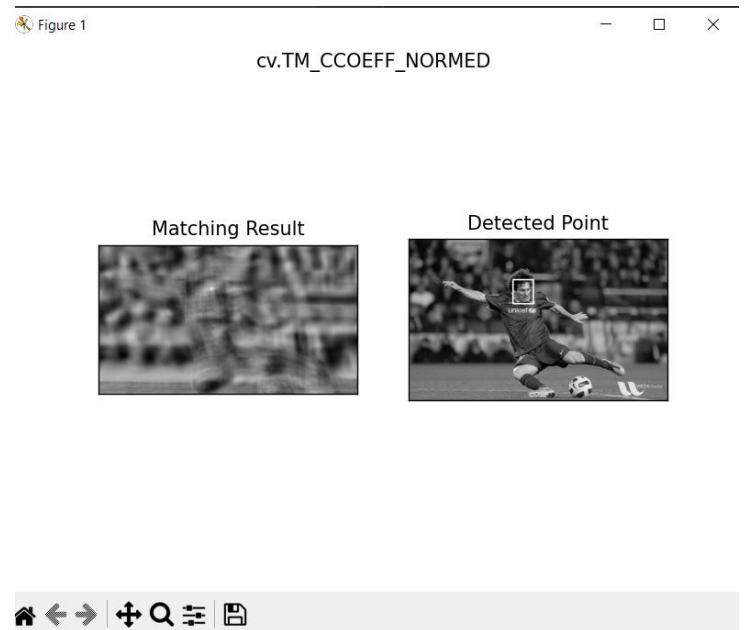 Figure 1
cv.TM_CCOEFF_NORMED
Matching Result
Detected Point
unicef